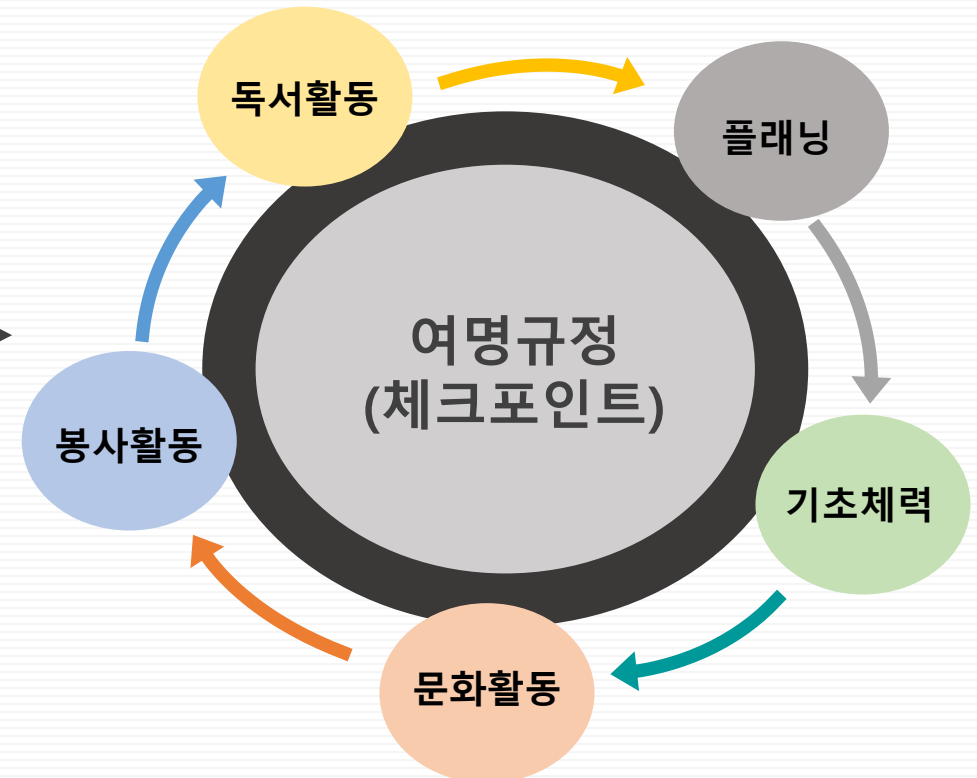 독서활동
플래닝
여명규정
(체크포인트)
봉사활동
기초체력
문화활동